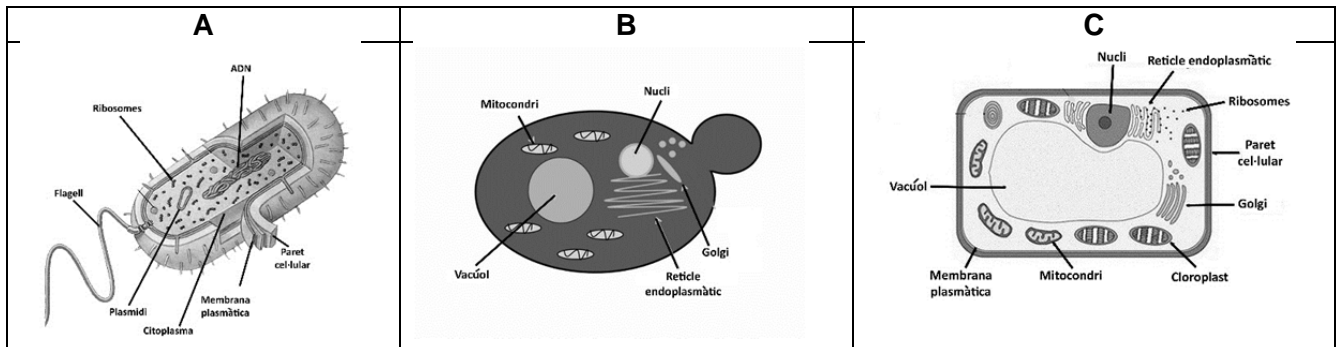 A
ADN
Ribosomes
Flagell
Paret
cel·lular
Membrana
plasmàtica
Plasmidi
Citoplasma
B
Nucli
Mitocondri
Golgi
Vacúol
Reticle
endoplasmàtic
C
Nucli
Reticle endoplasmàtic
Ribosomes
Paret
cel·lular
Vacúol
Golgi
Membrana
plasmàtica
Mitocondri
Cloroplast